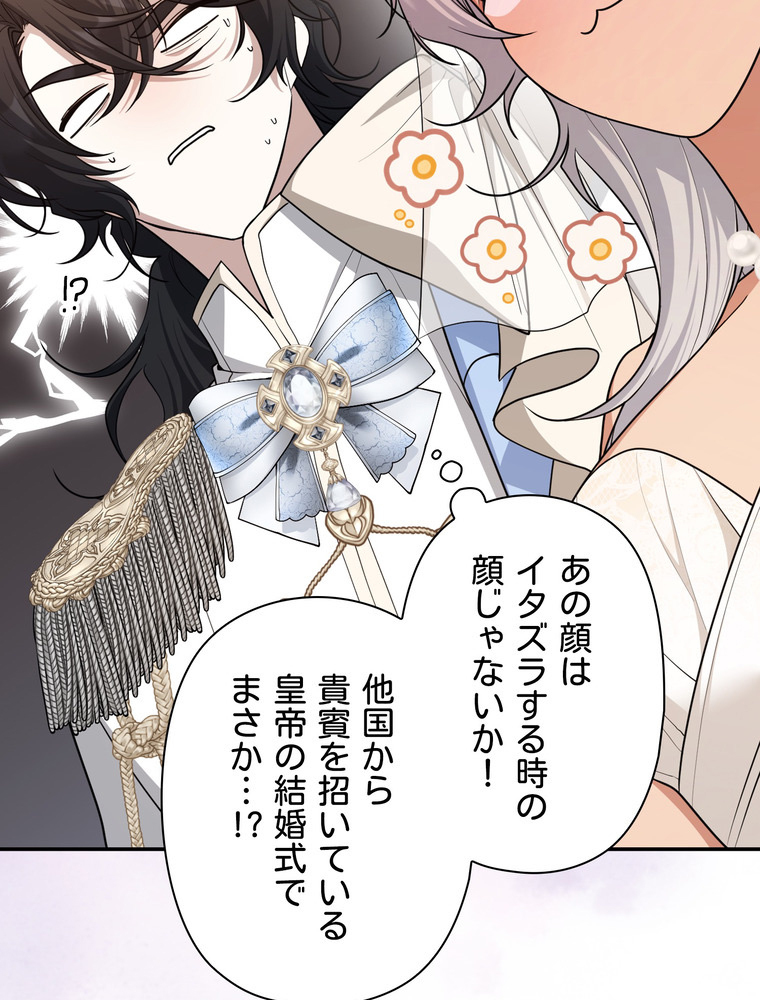 !?
あの顔は
イタズラする時の
顔じゃないか！
他国から
貴賓を招いている
皇帝の結婚式で
まさか…!?